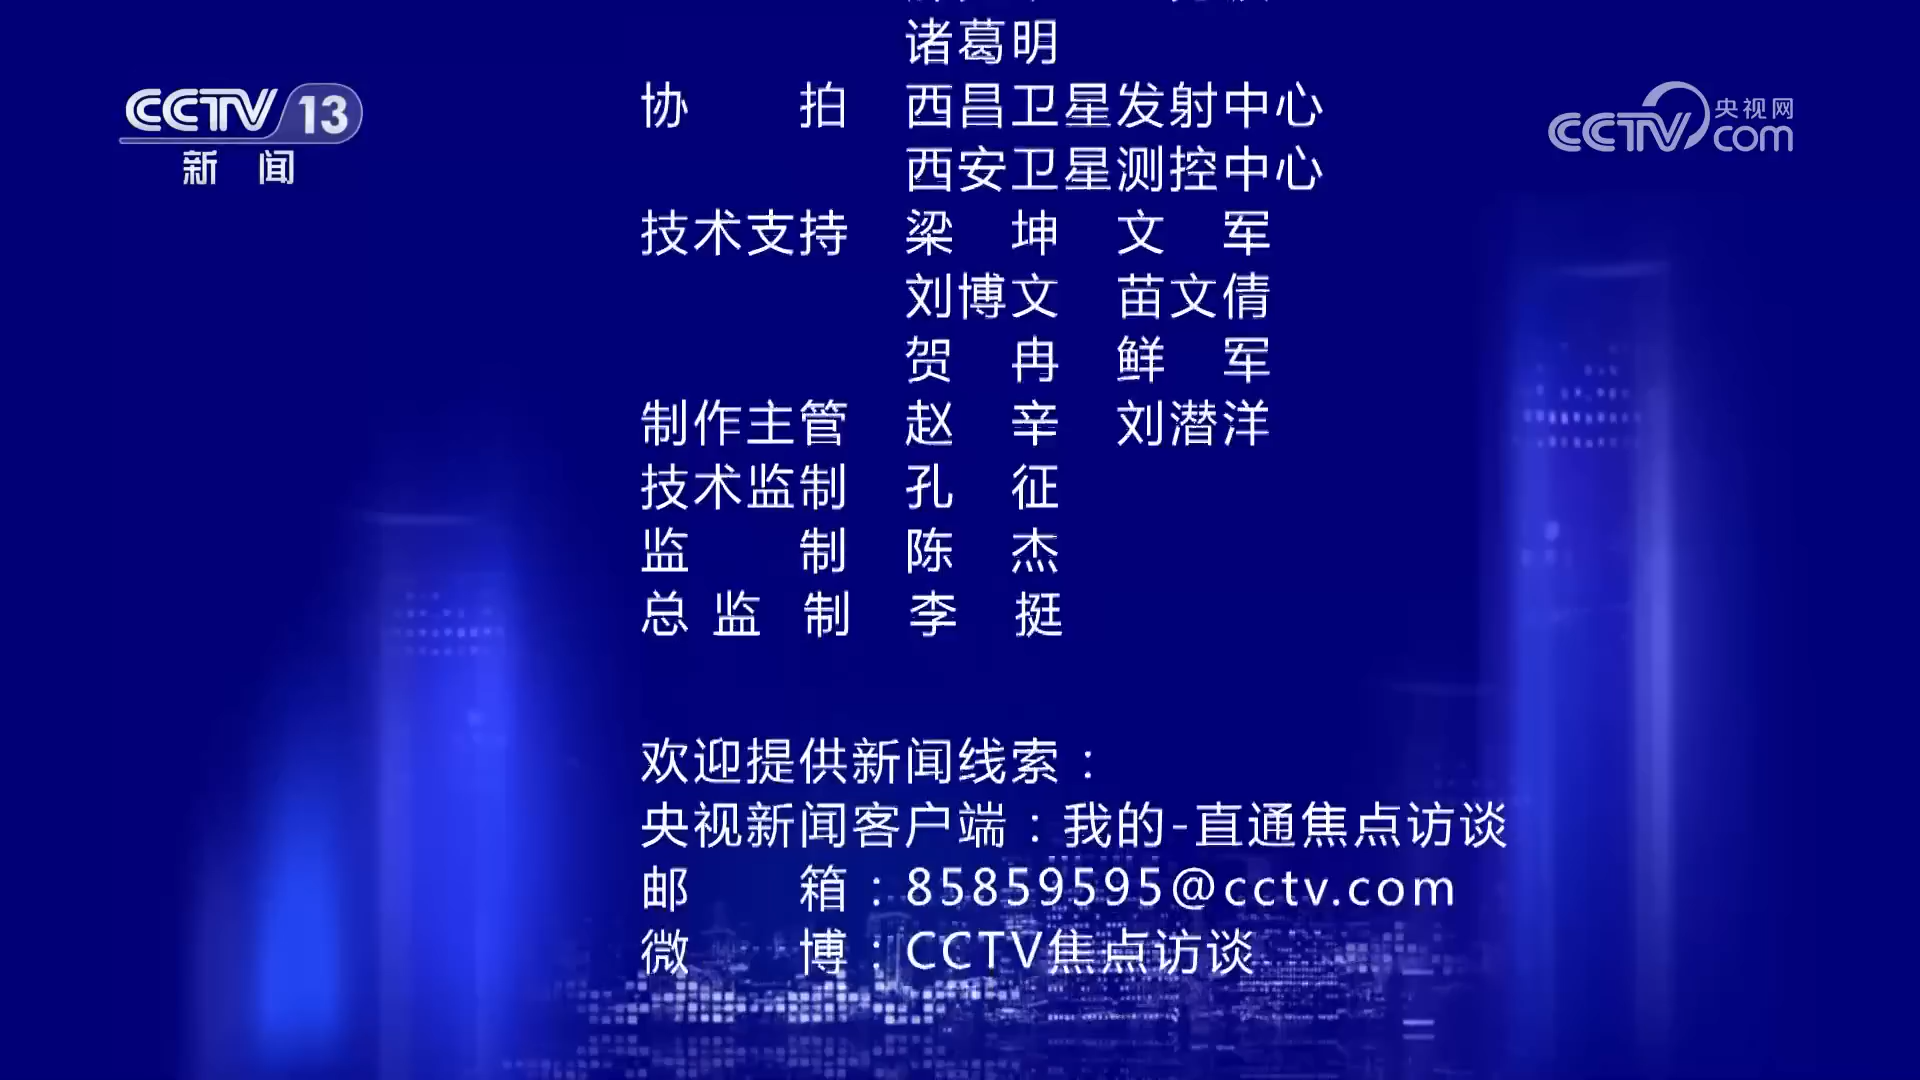 诸葛明
CCTV 13
新闻
央视网
CCTV.com
协拍 西昌卫星发射中心
西安卫星测控中心
技术支持 梁坤 文军
刘博文 苗文倩
贺冉 鲜军
制作主管 赵辛 刘潜洋
技术监制 孔征
监制 陈杰
总监制 李挺
欢迎提供新闻线索：
央视新闻客户端：我的-直通焦点访谈
邮箱：85859595@cctv.com
微博：CCTV焦点访谈